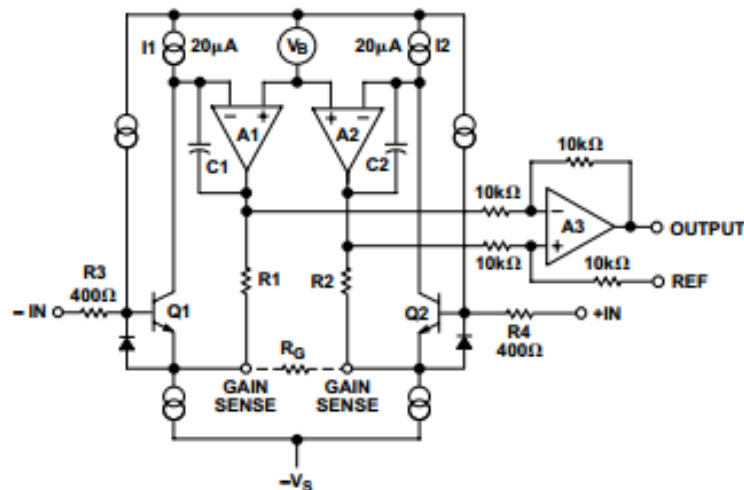 I1
20µA
VB
20µA
I2
− +
+ −
A1
A2
C1
C2
10kΩ
10kΩ
−
A3
+
OUTPUT
10kΩ
10kΩ
REF
R3
400Ω
R1
R2
− IN
Q1
Q2
+IN
R4
400Ω
RG
GAIN
SENSE
GAIN
SENSE
−VS